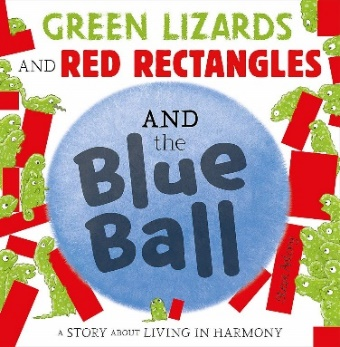 GREEN LIZARDS
AND RED RECTANGLES
AND
the
Blue
Ball
A STORY ABOUT LIVING IN HARMONY